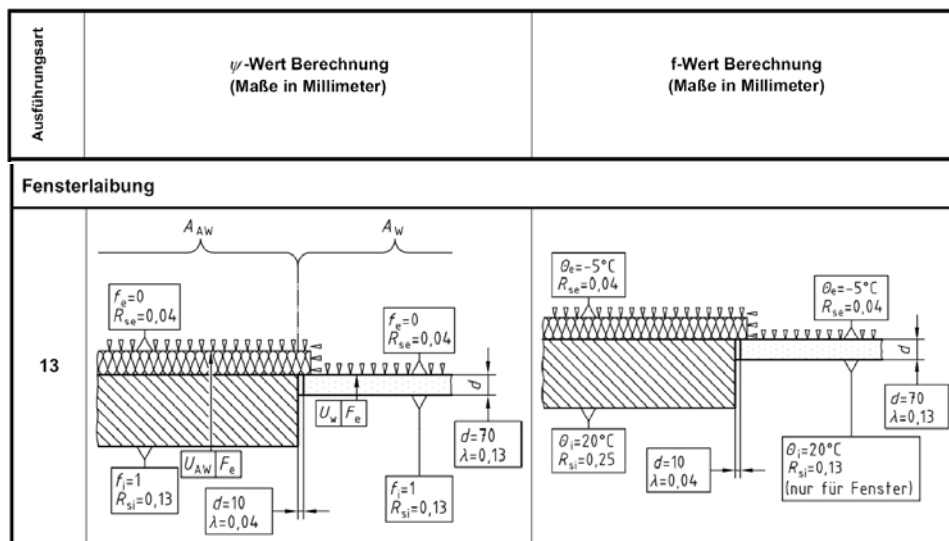 Ausführungsart
ψ-Wert Berechnung
(Maße in Millimeter)
f-Wert Berechnung
(Maße in Millimeter)
Fensterlaibung
13
A_AW
A_W
f_e=0
R_se=0,04
f_e=0
R_se=0,04
d
U_w F_e
U_AW F_e
d=70
λ=0,13
f_i=1
R_si=0,13
d=10
λ=0,04
f_i=1
R_si=0,13
Θ_e=-5°C
R_se=0,04
Θ_e=-5°C
R_se=0,04
d
d=70
λ=0,13
Θ_i=20°C
R_si=0,25
d=10
λ=0,04
Θ_i=20°C
R_si=0,13
(nur für Fenster)